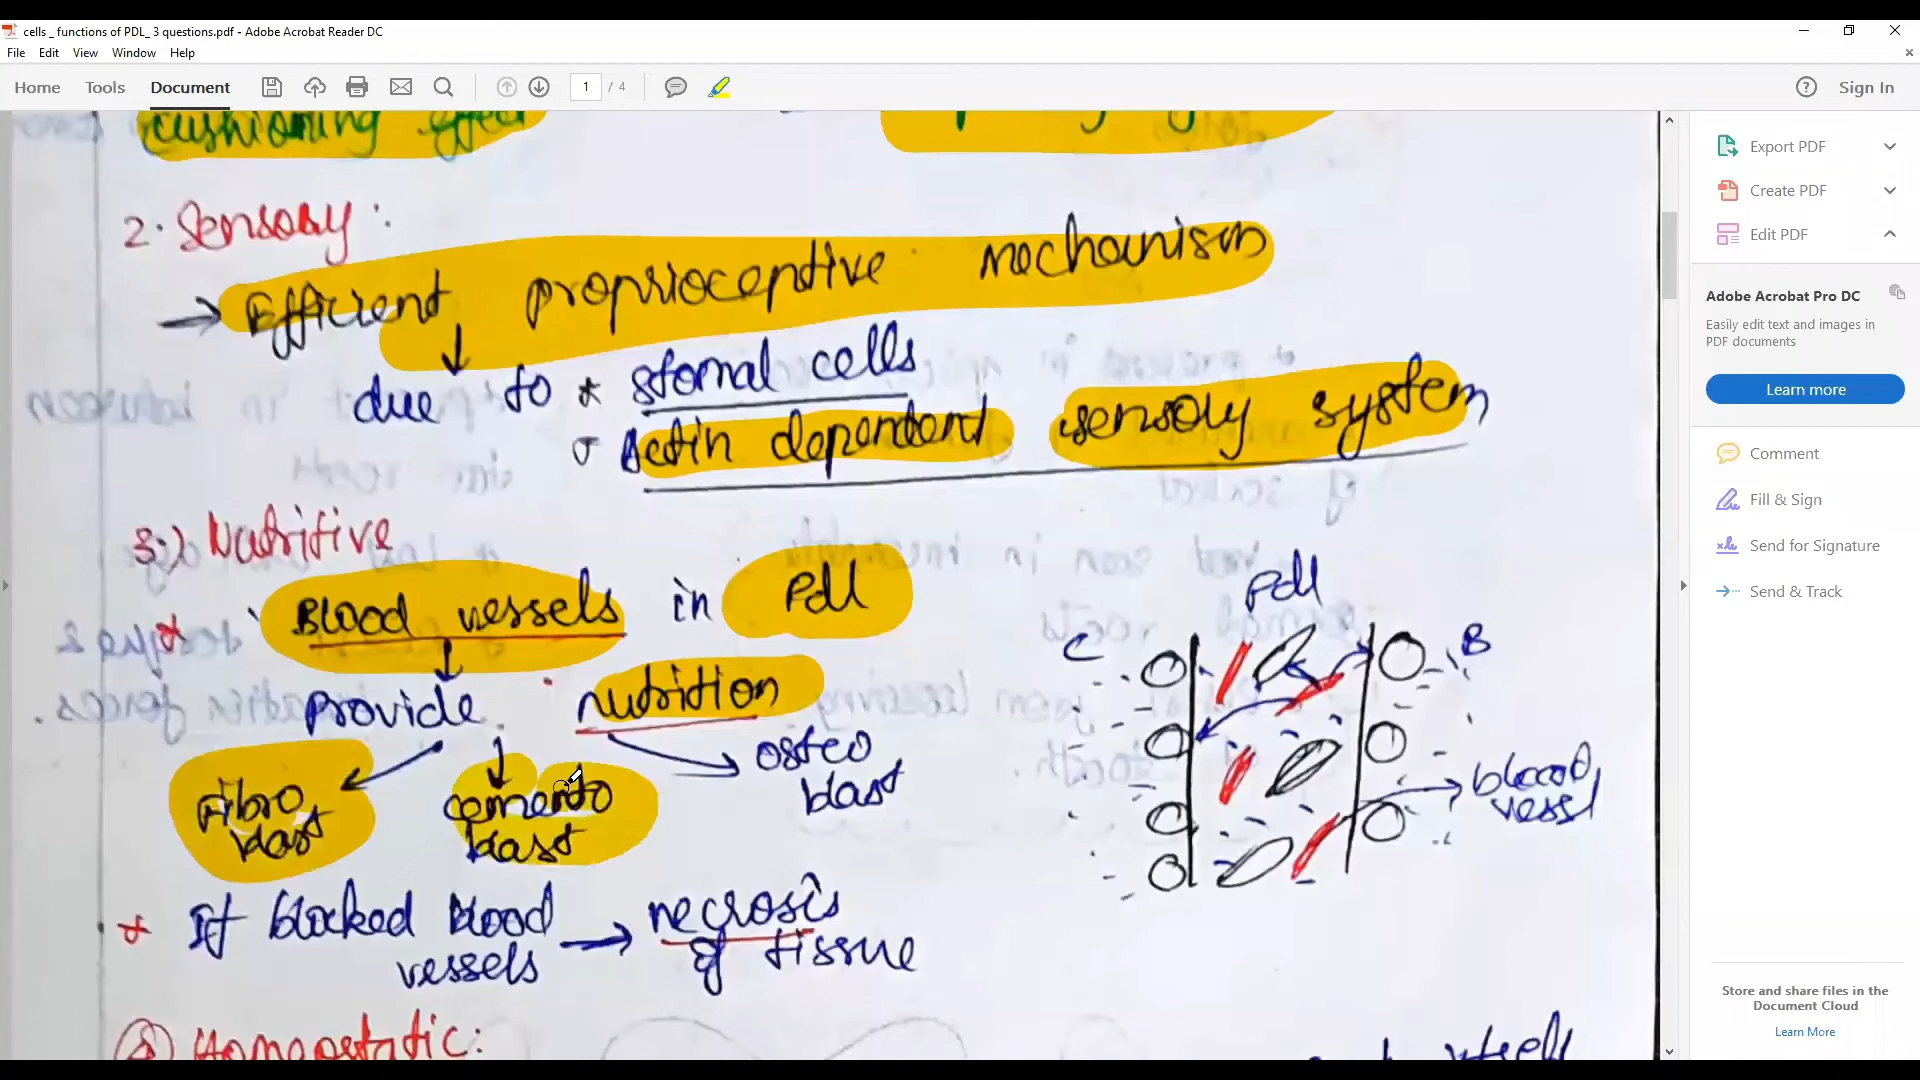 cells _ functions of PDL_ 3 questions.pdf - Adobe Acrobat Reader DC
File Edit View Window Help
Home Tools Document 1 / 4 Sign In
cushioning effect
2. Sensory :
→ Efficient proprioceptive mechanism
due to * stomal cells
Actin dependent sensory system
3.) Nutritive
Blood vessels in Pdl
provide nutrition
Fibro blast
cemento blast
osteo blast
* If blocked blood vessels → necrosis of tissue
Homeostatic:
Pdl
C
B
blood vessel
Export PDF
Create PDF
Edit PDF
Adobe Acrobat Pro DC
Easily edit text and images in
PDF documents
Learn more
Comment
Fill & Sign
Send for Signature
Send & Track
Store and share files in the
Document Cloud
Learn More